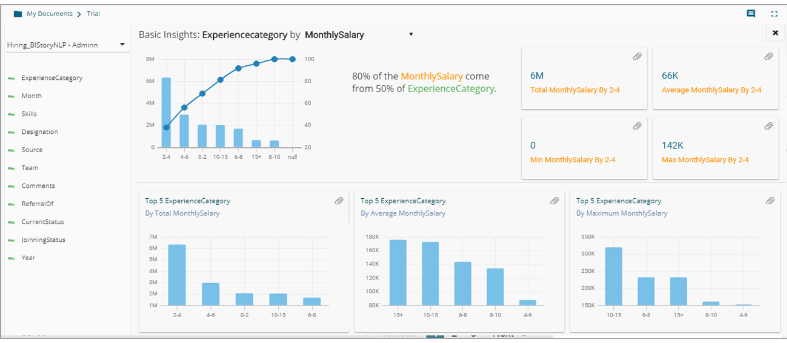 My Documents > Trial
Hiring_BIStoryNLP - Adminn
ExperienceCategory
Month
Skills
Designation
Source
Team
Comments
ReferralOf
CurrentStatus
JoinningStatus
Year
Basic Insights: Experiencecategory by MonthlySalary
8M
6M
4M
2M
0
100
80
60
40
20
2-4 4-6 0-2 10-15 6-8 15+ 8-10 null
80% of the MonthlySalary come
from 50% of ExperienceCategory.
6M
Total MonthlySalary By 2-4
66K
Average MonthlySalary By 2-4
0
Min MonthlySalary By 2-4
142K
Max MonthlySalary By 2-4
Top 5 ExperienceCategory
By Total MonthlySalary
7M
6M
5M
4M
3M
2M
1M
2-4 4-6 0-2 10-15 6-8
Top 5 ExperienceCategory
By Average MonthlySalary
180K
160K
140K
120K
100K
80K
15+ 10-15 6-8 8-10 4-6
Top 5 ExperienceCategory
By Maximum MonthlySalary
350K
300K
250K
200K
150K
10-15 6-8 15+ 8-10 4-6